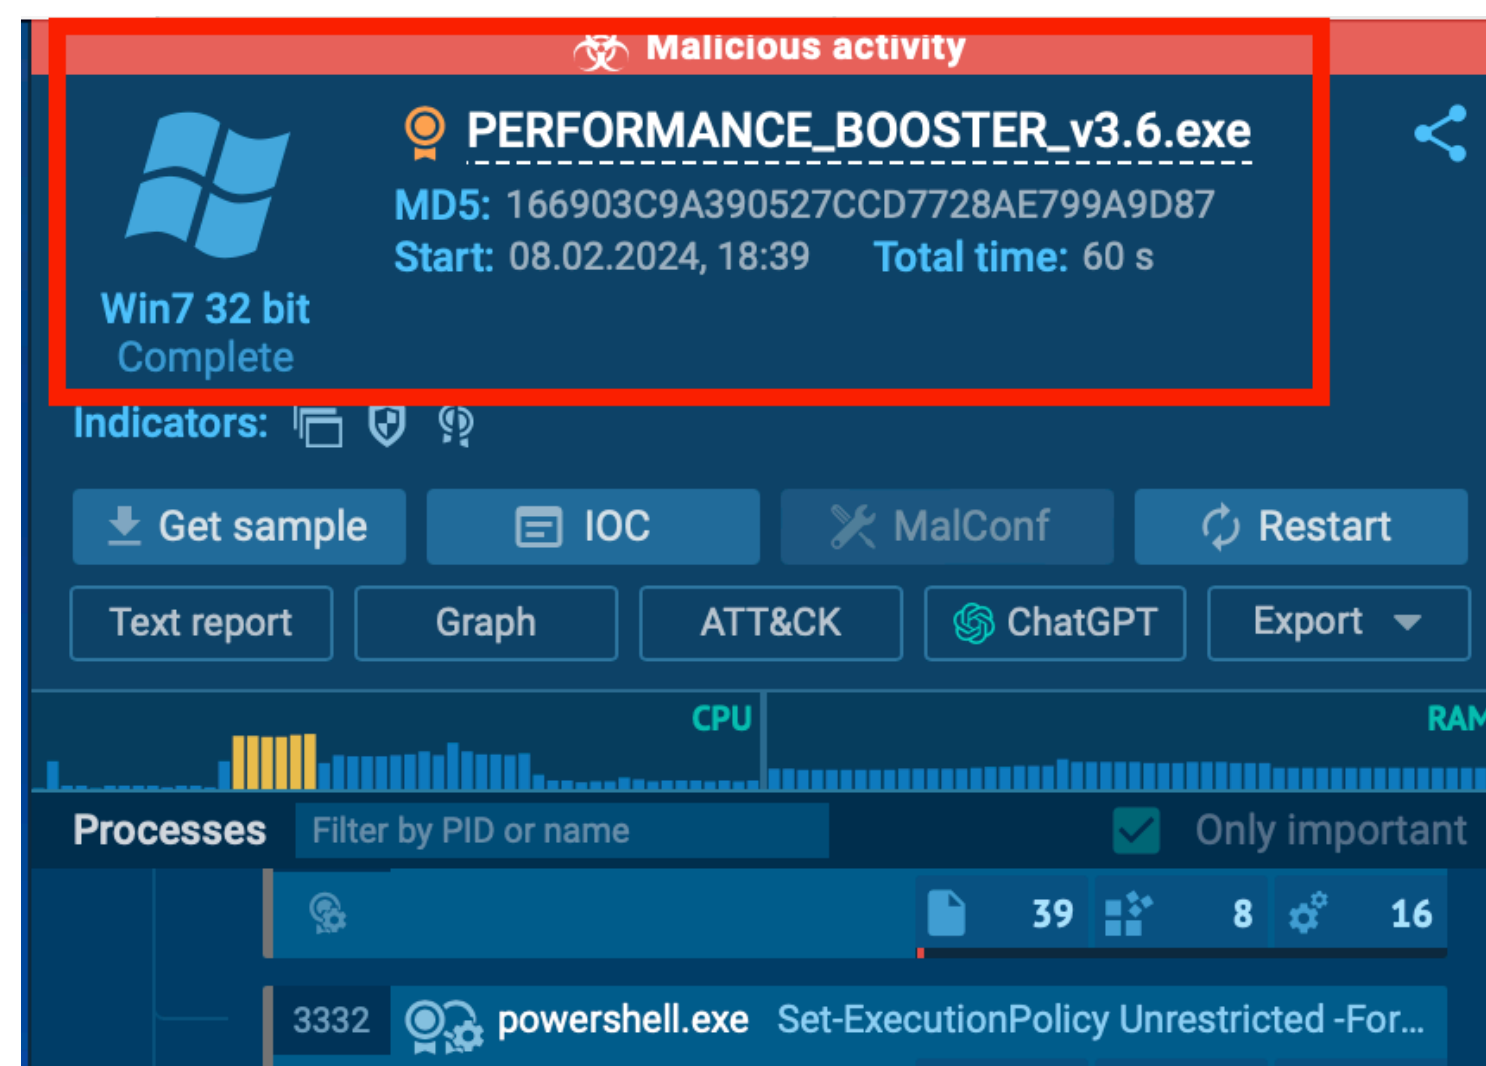 Malicious activity
PERFORMANCE_BOOSTER_v3.6.exe
MD5: 166903C9A390527CCD7728AE799A9D87
Start: 08.02.2024, 18:39 Total time: 60 s
Win7 32 bit
Complete
Indicators:
Get sample IOC MalConf Restart
Text report Graph ATT&CK ChatGPT Export
CPU RAM
Processes Filter by PID or name Only important
39 8 16
3332 powershell.exe Set-ExecutionPolicy Unrestricted -For...